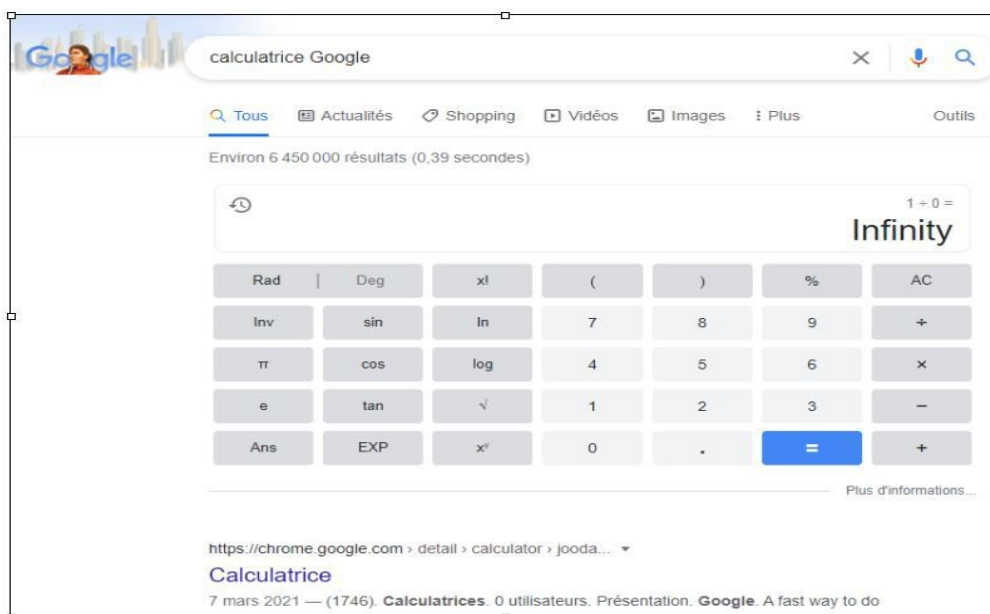 Google
calculatrice Google
Tous Actualités Shopping Vidéos Images Plus Outils
Environ 6 450 000 résultats (0,39 secondes)
1 ÷ 0 =
Infinity
Rad | Deg x! ( ) % AC
Inv sin ln 7 8 9 ÷
π cos log 4 5 6 ×
e tan √ 1 2 3 −
Ans EXP xʸ 0 . = +
Plus d'informations...
https://chrome.google.com › detail › calculator › jooda...
Calculatrice
7 mars 2021 — (1746). Calculatrices. 0 utilisateurs. Présentation. Google. A fast way to do